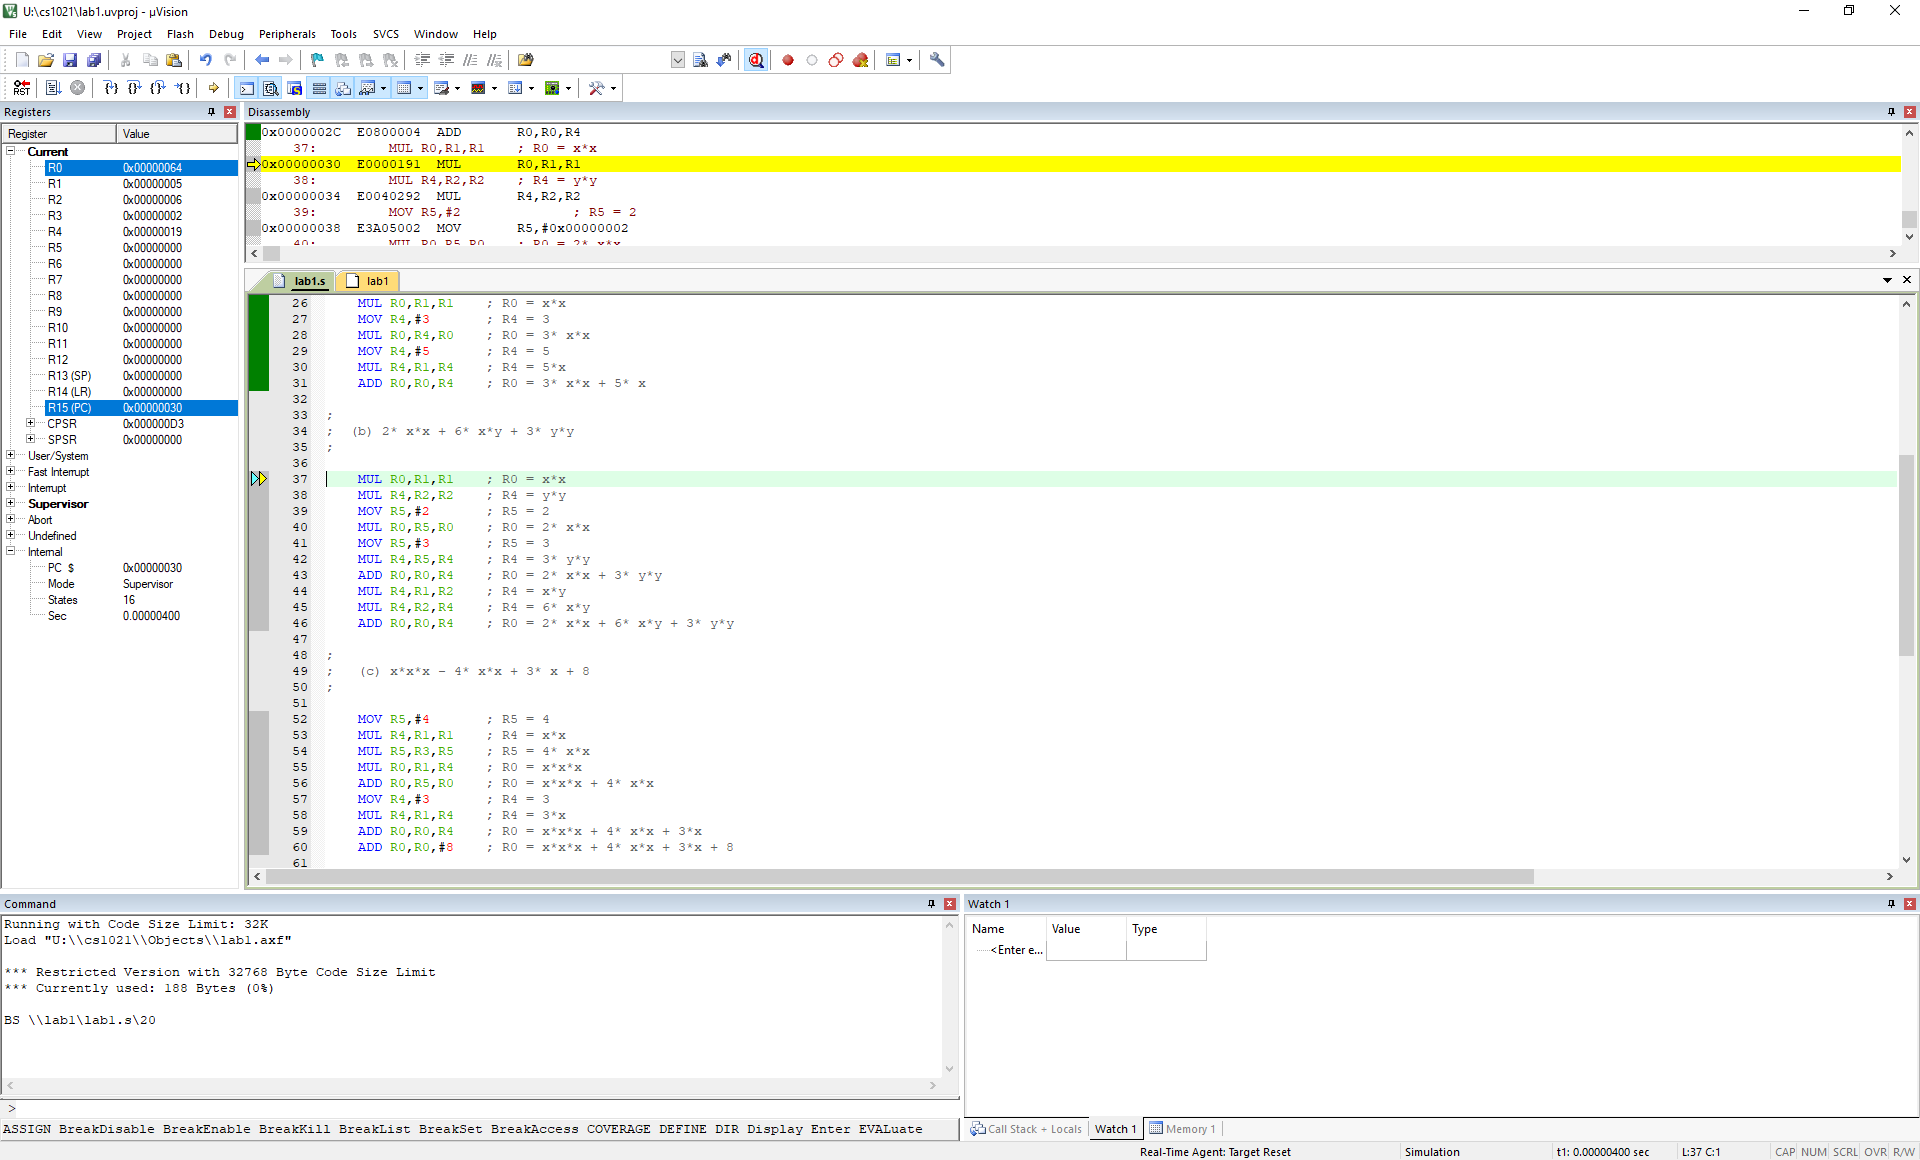 U:\cs1021\lab1.uvproj - µVision
File Edit View Project Flash Debug Registers Peripherals Tools SVCS Window Help
RST
Registers
Register Value
Current
R0 0x00000064
R1 0x00000005
R2 0x00000006
R3 0x00000002
R4 0x00000019
R5 0x00000000
R6 0x00000000
R7 0x00000000
R8 0x00000000
R9 0x00000000
R10 0x00000000
R11 0x00000000
R12 0x00000000
R13 (SP) 0x00000000
R14 (LR) 0x00000000
R15 (PC) 0x00000030
CPSR 0x000000D3
SPSR 0x00000000
User/System
Fast Interrupt
Interrupt
Supervisor
Abort
Undefined
Internal
PC $ 0x00000030
Mode Supervisor
States 16
Sec 0.00000400
Disassembly
0x0000002C E0800004 ADD R0,R0,R4
37: MUL R0,R1,R1 ; R0 = x*x
0x00000030 E0000191 MUL R0,R1,R1
38: MUL R4,R2,R2 ; R4 = y*y
0x00000034 E0040292 MUL R4,R2,R2
39: MOV R5,#2 ; R5 = 2
0x00000038 E3A05002 MOV R5,#0x00000002
40: MUL R0,R5,R0 ; R0 = 2* x*x
lab1.s lab1
26 MUL R0,R1,R1 ; R0 = x*x
27 MOV R4,#3 ; R4 = 3
28 MUL R0,R4,R0 ; R0 = 3* x*x
29 MOV R4,#5 ; R4 = 5
30 MUL R4,R1,R4 ; R4 = 5*x
31 ADD R0,R0,R4 ; R0 = 3* x*x + 5* x
32
33 ;
34 ; (b) 2* x*x + 6* x*y + 3* y*y
35 ;
36
37 MUL R0,R1,R1 ; R0 = x*x
38 MUL R4,R2,R2 ; R4 = y*y
39 MOV R5,#2 ; R5 = 2
40 MUL R0,R5,R0 ; R0 = 2* x*x
41 MOV R5,#3 ; R5 = 3
42 MUL R4,R5,R4 ; R4 = 3* y*y
43 ADD R0,R0,R4 ; R0 = 2* x*x + 3* y*y
44 MUL R4,R1,R2 ; R4 = x*y
45 MUL R4,R2,R4 ; R4 = 6* x*y
46 ADD R0,R0,R4 ; R0 = 2* x*x + 6* x*y + 3* y*y
47
48 ;
49 ; (c) x*x*x - 4* x*x + 3* x + 8
50 ;
51
52 MOV R5,#4 ; R5 = 4
53 MUL R4,R1,R1 ; R4 = x*x
54 MUL R5,R3,R5 ; R5 = 4* x*x
55 MUL R0,R1,R4 ; R0 = x*x*x
56 ADD R0,R5,R0 ; R0 = x*x*x + 4* x*x
57 MOV R4,#3 ; R4 = 3
58 MUL R4,R1,R4 ; R4 = 3*x
59 ADD R0,R0,R4 ; R0 = x*x*x + 4* x*x + 3*x
60 ADD R0,R0,#8 ; R0 = x*x*x + 4* x*x + 3*x + 8
61
Command
Running with Code Size Limit: 32K
Load "U:\\cs1021\\Objects\\lab1.axf"
*** Restricted Version with 32768 Byte Code Size Limit
*** Currently used: 188 Bytes (0%)
BS \\lab1\lab1.s\20
>
ASSIGN BreakDisable BreakEnable BreakKill BreakList BreakSet BreakAccess COVERAGE DEFINE DIR Display Enter EVALuate
Watch 1
Name Value Type
<Enter e...
Call Stack + Locals Watch 1 Memory 1
Real-Time Agent: Target Reset Simulation t1: 0.00000400 sec L:37 C:1 CAP NUM SCRL OVR R/W